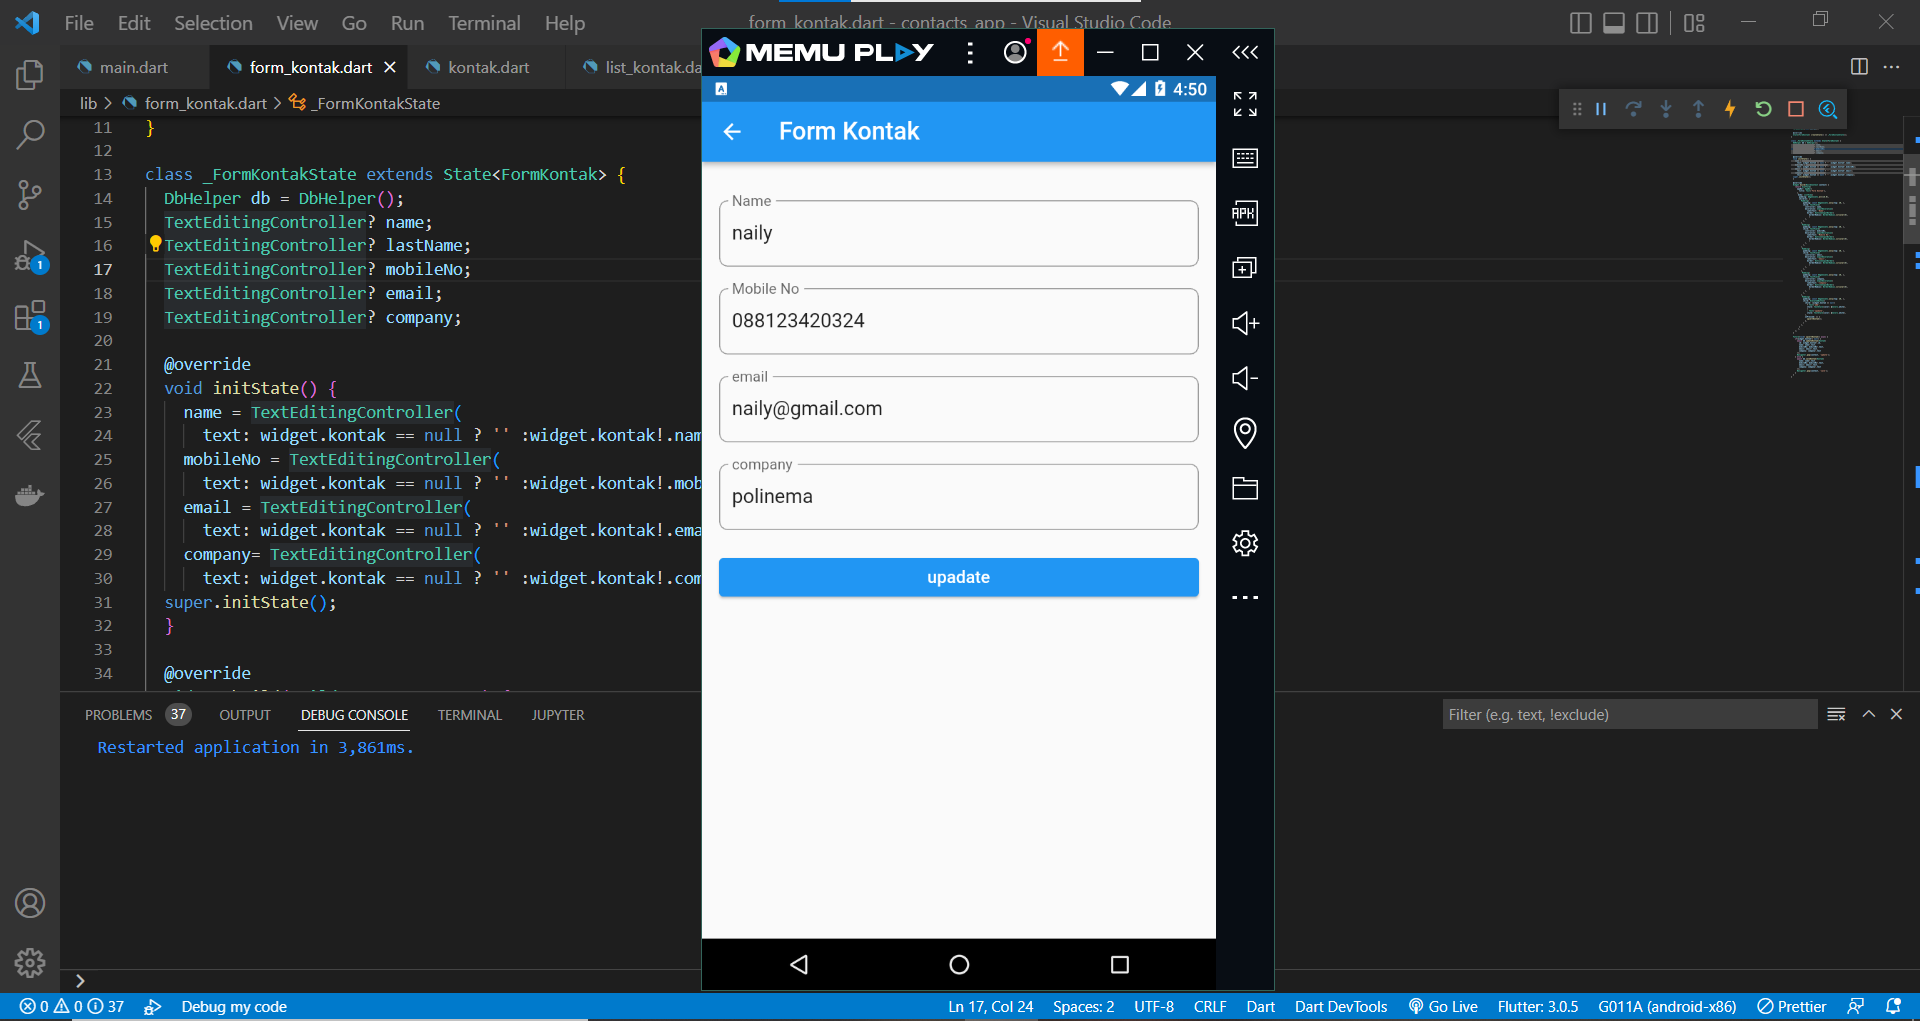 File Edit Selection View Go Run Terminal Help
form_kontak.dart - contacts_app - Visual Studio Code
main.dart
form_kontak.dart
kontak.dart
list_kontak.da
lib > form_kontak.dart > _FormKontakState
11 }
12
13 class _FormKontakState extends State<FormKontak> {
14 DbHelper db = DbHelper();
15 TextEditingController? name;
16 TextEditingController? lastName;
17 TextEditingController? mobileNo;
18 TextEditingController? email;
19 TextEditingController? company;
20
21 @override
22 void initState() {
23 name = TextEditingController(
24 text: widget.kontak == null ? '' :widget.kontak!.nam
25 mobileNo = TextEditingController(
26 text: widget.kontak == null ? '' :widget.kontak!.mob
27 email = TextEditingController(
28 text: widget.kontak == null ? '' :widget.kontak!.ema
29 company= TextEditingController(
30 text: widget.kontak == null ? '' :widget.kontak!.com
31 super.initState();
32 }
33
34 @override
MEMU PLAY
4:50
Form Kontak
Name
naily
Mobile No
088123420324
email
naily@gmail.com
company
polinema
upadate
APK
1
1
PROBLEMS 37 OUTPUT DEBUG CONSOLE TERMINAL JUPYTER
Filter (e.g. text, !exclude)
Restarted application in 3,861ms.
0 0 37 Debug my code
Ln 17, Col 24 Spaces: 2 UTF-8 CRLF Dart Dart DevTools Go Live Flutter: 3.0.5 G011A (android-x86) Prettier